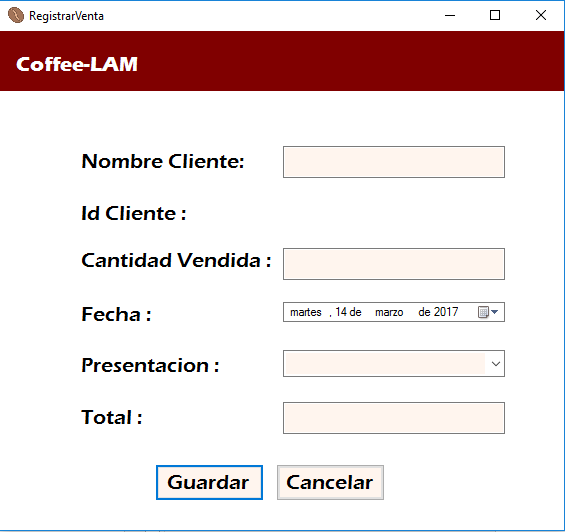 RegistrarVenta
Coffee-LAM
Nombre Cliente:
Id Cliente :
Cantidad Vendida :
Fecha :
martes , 14 de marzo de 2017
Presentacion :
Total :
Guardar
Cancelar